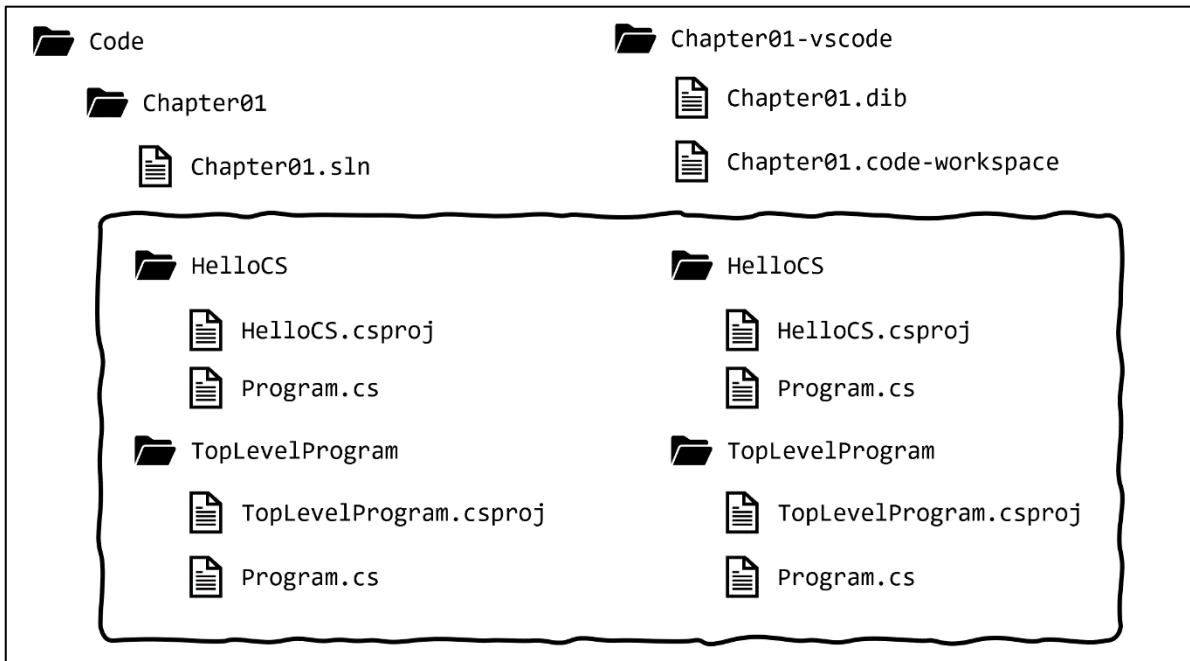 Code
Chapter01
Chapter01.sln
HelloCS
HelloCS.csproj
Program.cs
TopLevelProgram
TopLevelProgram.csproj
Program.cs
Chapter01-vscode
Chapter01.dib
Chapter01.code-workspace
HelloCS
HelloCS.csproj
Program.cs
TopLevelProgram
TopLevelProgram.csproj
Program.cs